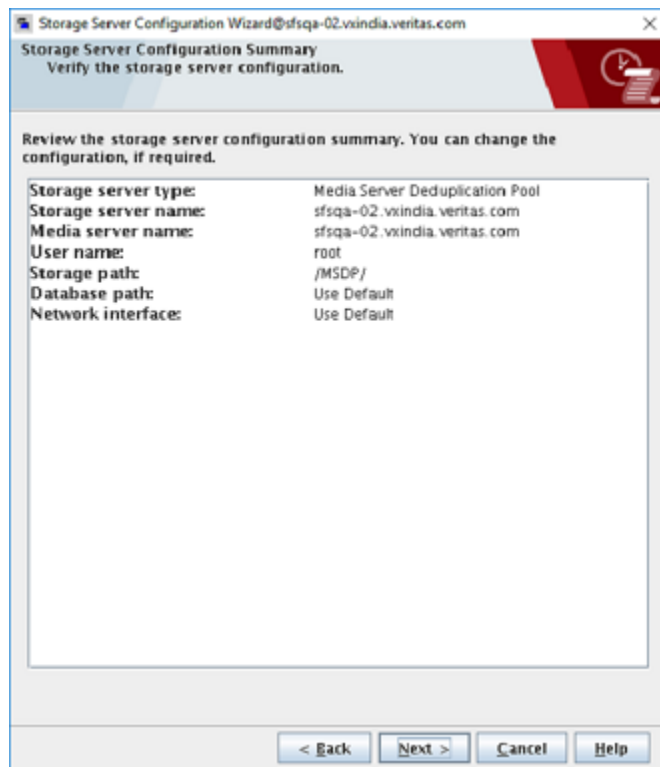 Storage Server Configuration Wizard@sfsqa-02.vxindia.veritas.com
Storage Server Configuration Summary
Verify the storage server configuration.
Review the storage server configuration summary. You can change the
configuration, if required.
Storage server type: Media Server Deduplication Pool
Storage server name: sfsqa-02.vxindia.veritas.com
Media server name: sfsqa-02.vxindia.veritas.com
User name: root
Storage path: /MSDP/
Database path: Use Default
Network interface: Use Default
< Back Next > Cancel Help